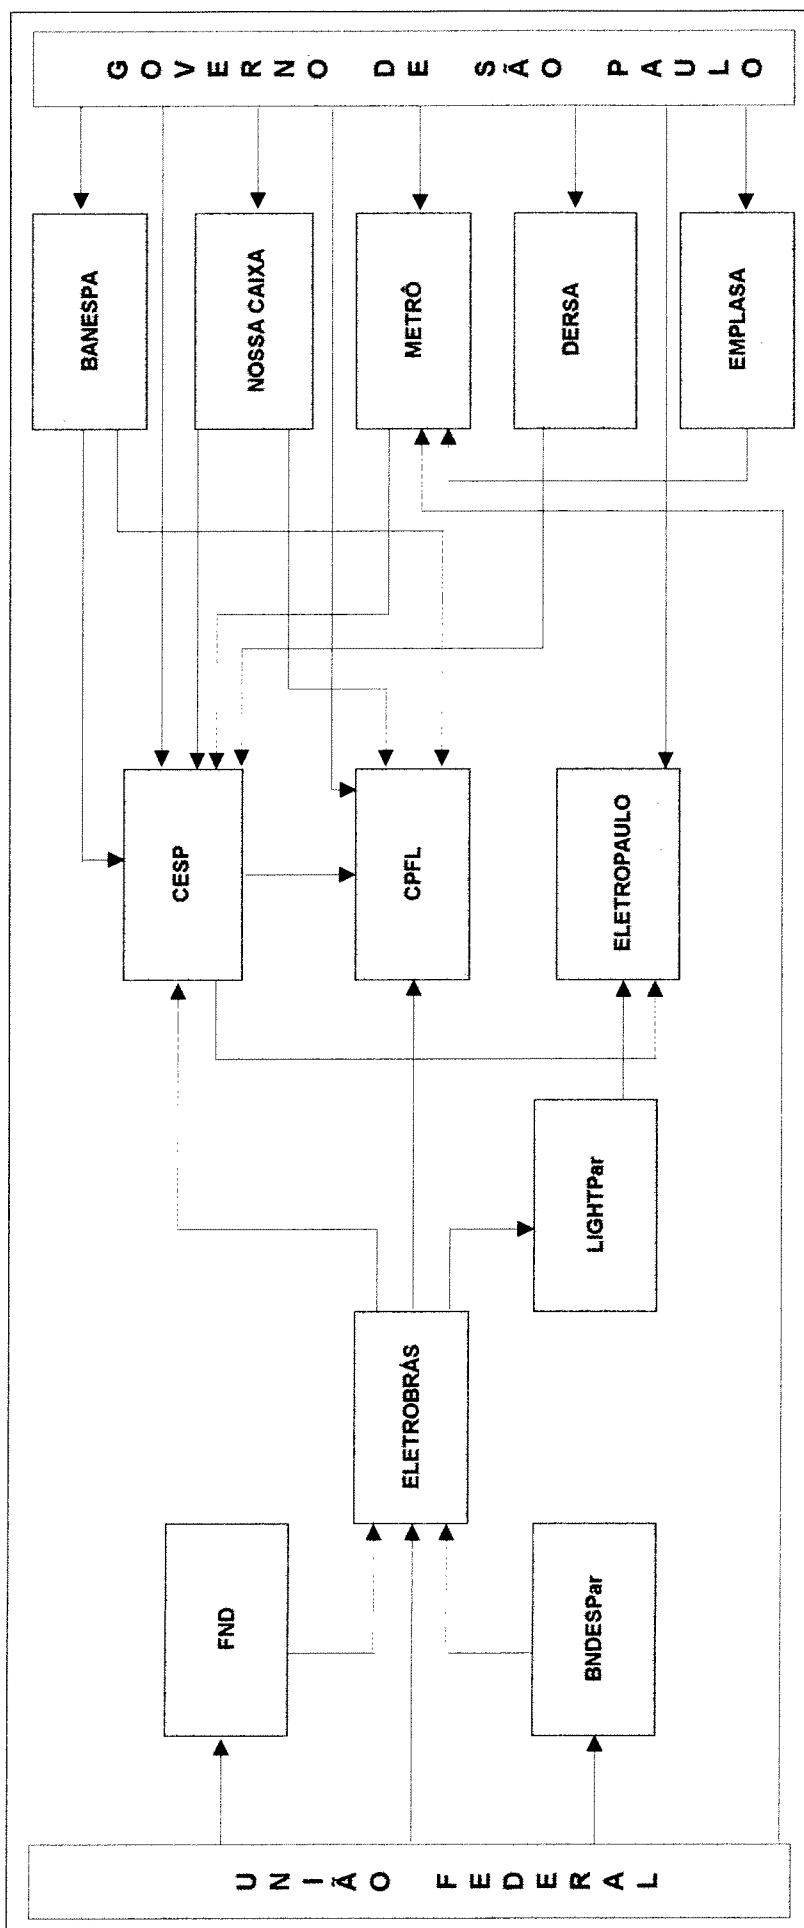 GOVERNO DE SÃO PAULO
BANESPA
NOSSA CAIXA
METRÔ
DERSA
EMPLASA
CESP
CPFL
ELETROPAULO
LIGHTPar
ELETROBRÁS
FND
BNDESPar
UNIÃO FEDERAL